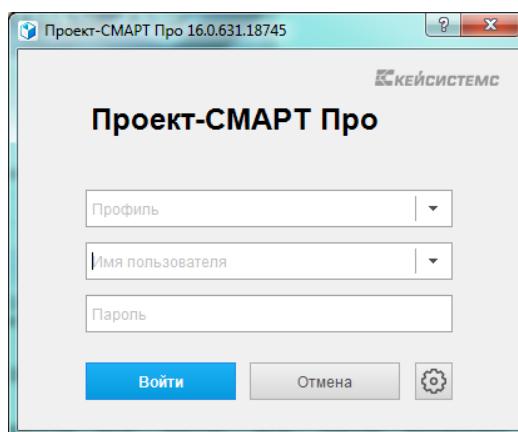 Проект-СМАРТ Про 16.0.631.18745
? X
КЕЙСИСТЕМС
Проект-СМАРТ Про
Профиль
Имя пользователя
Пароль
Войти
Отмена